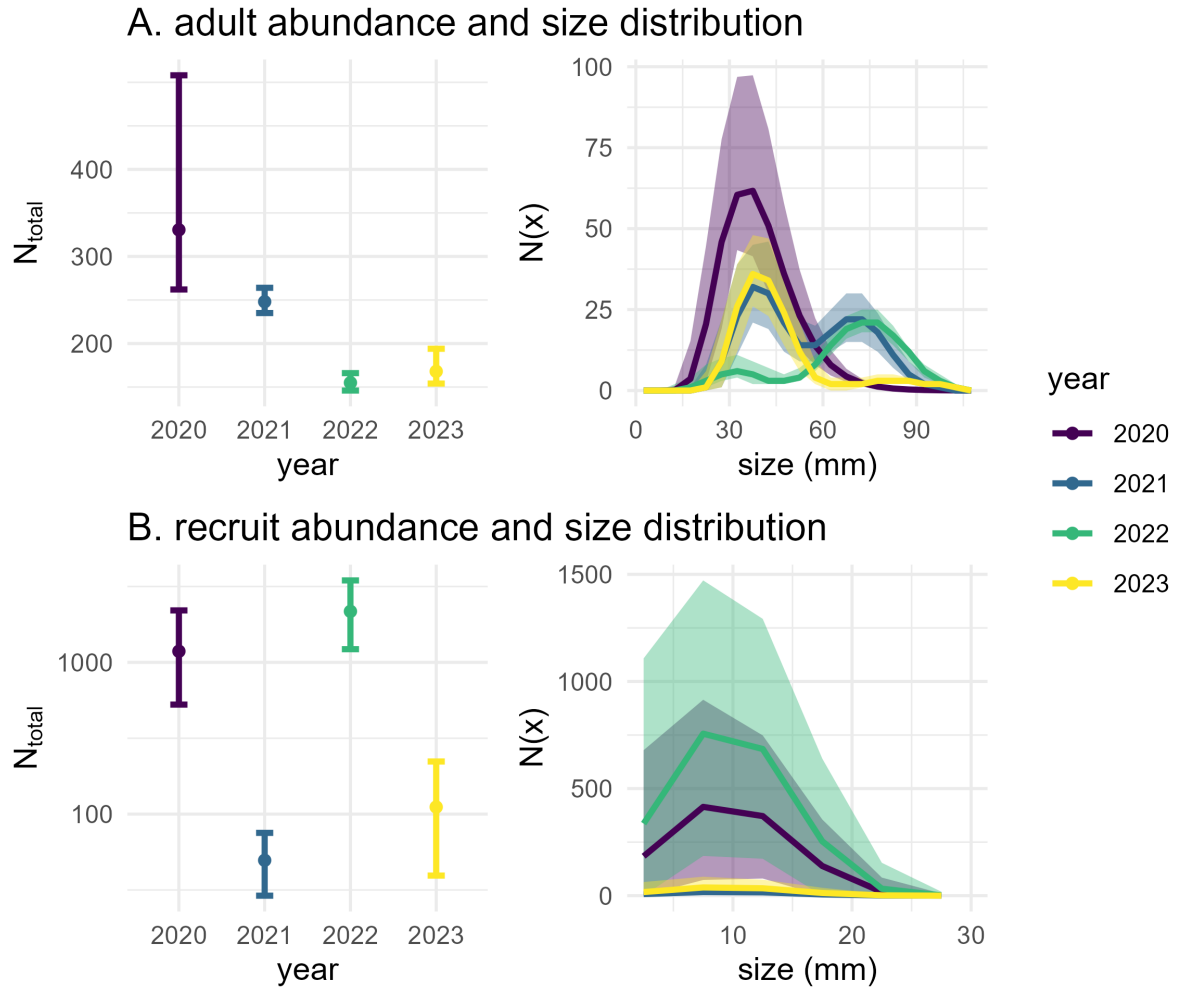 A. adult abundance and size distribution
400
300
200
N_total
2020 2021 2022 2023
year
100
75
50
25
0
N(x)
0 30 60 90
size (mm)
year
2020
2021
2022
2023
B. recruit abundance and size distribution
1000
100
N_total
2020 2021 2022 2023
year
1500
1000
500
0
N(x)
10 20 30
size (mm)